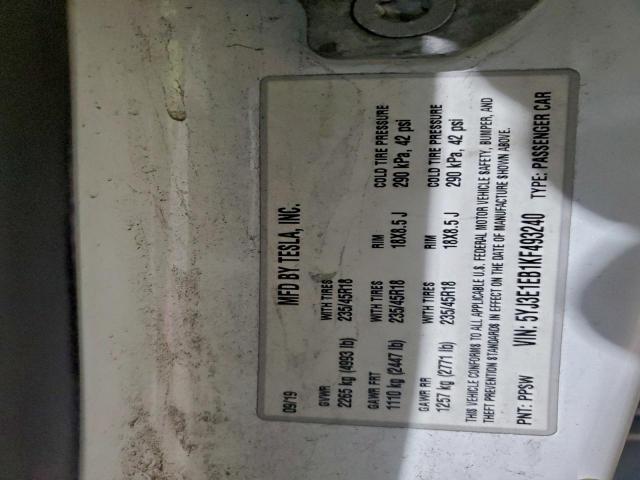 09/19 MFD BY TESLA, INC.
GVWR WITH TIRES RIM COLD TIRE PRESSURE:
2265 kg (4993 lb) 235/45R18 18X8.5 J 290 kPa, 42 psi
GAWR FRT WITH TIRES RIM COLD TIRE PRESSURE:
1110 kg (2447 lb) 235/45R18 18X8.5 J 290 kPa, 42 psi
GAWR RR
1257 kg (2771 lb) 235/45R18
THIS VEHICLE CONFORMS TO ALL APPLICABLE U.S. FEDERAL MOTOR VEHICLE SAFETY, BUMPER, AND
THEFT PREVENTION STANDARDS IN EFFECT ON THE DATE OF MANUFACTURE SHOWN ABOVE.
PNT: PPSW VIN: 5YJ3E1EB1KF493240 TYPE: PASSENGER CAR